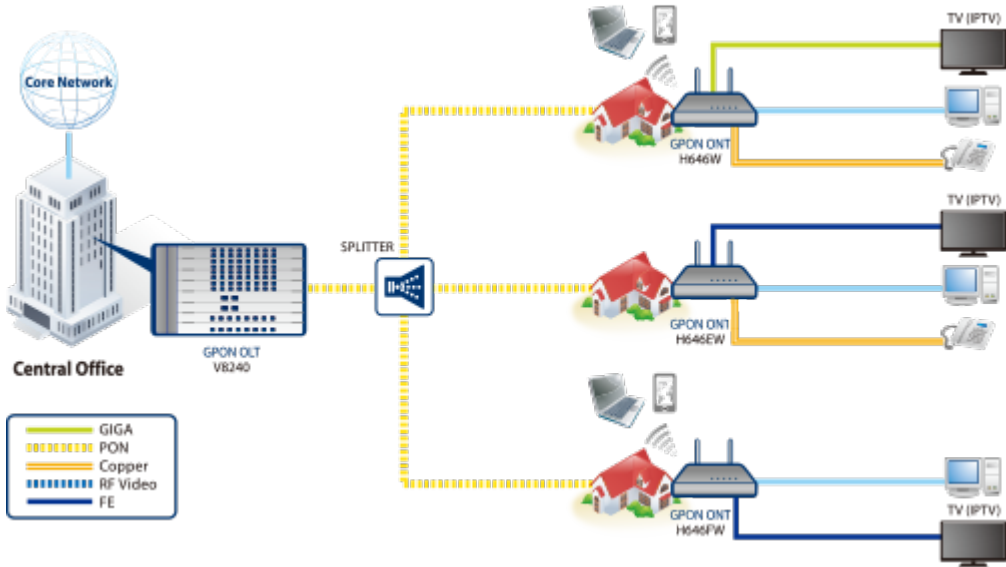 Core Network
Central Office
GPON OLT
V8240
SPLITTER
GPON ONT
H646W
TV (IPTV)
GPON ONT
H646EW
TV (IPTV)
GPON ONT
H646FW
TV (IPTV)
GIGA
PON
Copper
RF Video
FE